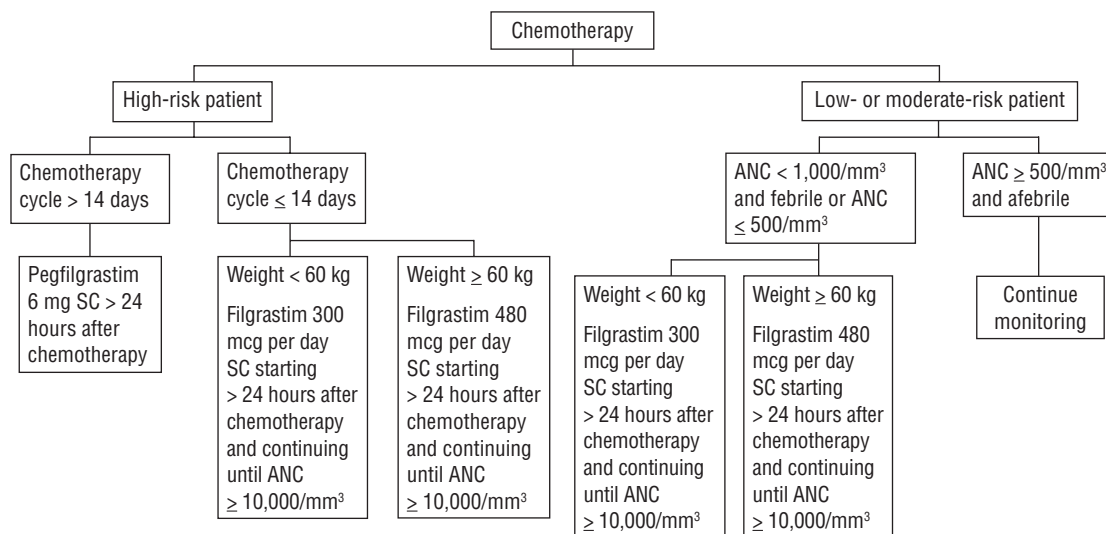 Chemotherapy
High-risk patient
Low- or moderate-risk patient
Chemotherapy
cycle > 14 days
Chemotherapy
cycle ≤ 14 days
ANC < 1,000/mm³
and febrile or ANC
≤ 500/mm³
ANC ≥ 500/mm³
and afebrile
Pegfilgrastim
6 mg SC > 24
hours after
chemotherapy
Weight < 60 kg
Filgrastim 300
mcg per day
SC starting
> 24 hours after
chemotherapy
and continuing
until ANC
≥ 10,000/mm³
Weight ≥ 60 kg
Filgrastim 480
mcg per day
SC starting
> 24 hours after
chemotherapy
and continuing
until ANC
≥ 10,000/mm³
Weight < 60 kg
Filgrastim 300
mcg per day
SC starting
> 24 hours after
chemotherapy
and continuing
until ANC
≥ 10,000/mm³
Weight ≥ 60 kg
Filgrastim 480
mcg per day
SC starting
> 24 hours after
chemotherapy
and continuing
until ANC
≥ 10,000/mm³
Continue
monitoring